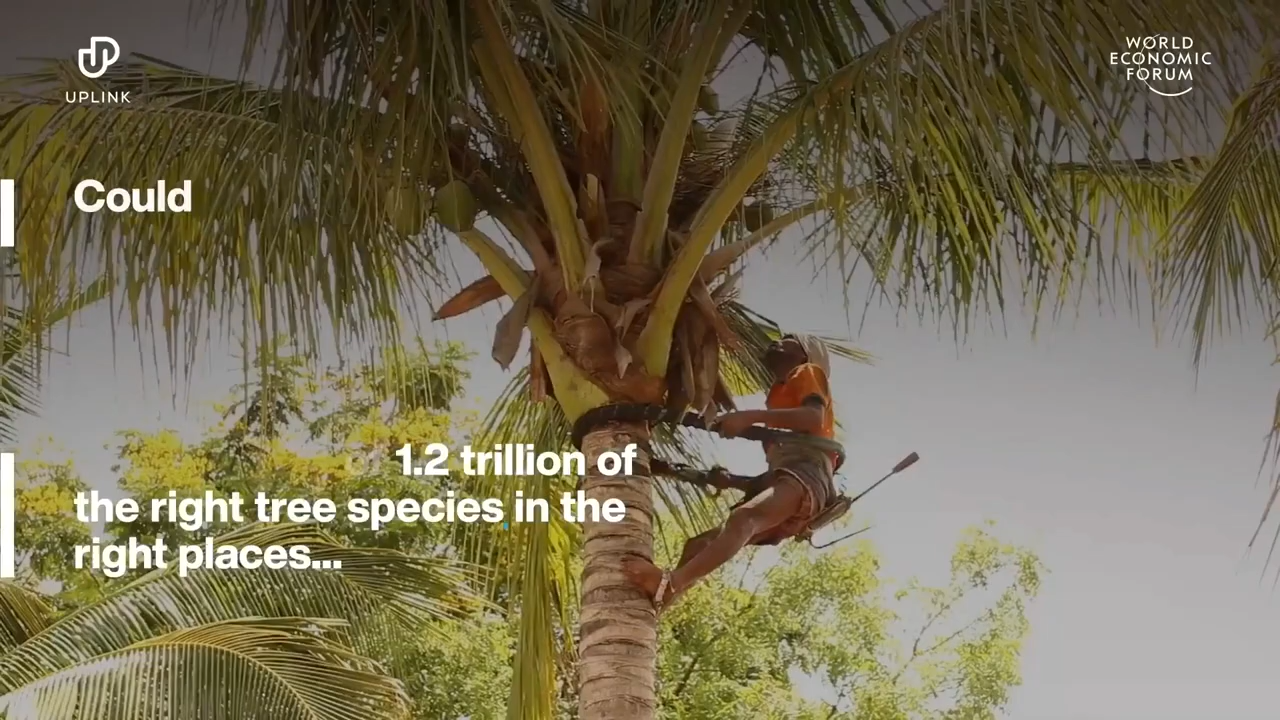 UPLINK
WORLD
ECONOMIC
FORUM
Could
1.2 trillion of
the right tree species in the
right places...